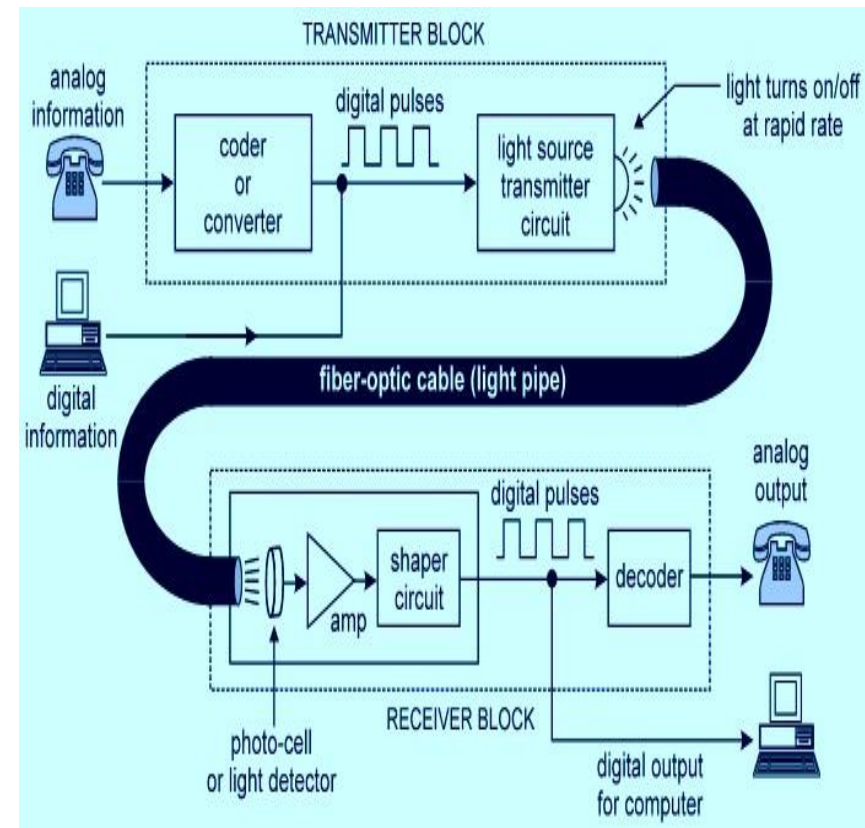 TRANSMITTER BLOCK
analog
information
digital pulses
light turns on/off
at rapid rate
coder
or
converter
light source
transmitter
circuit
digital
information
fiber-optic cable (light pipe)
analog
output
digital pulses
shaper
circuit
amp
decoder
RECEIVER BLOCK
photo-cell
or light detector
digital output
for computer